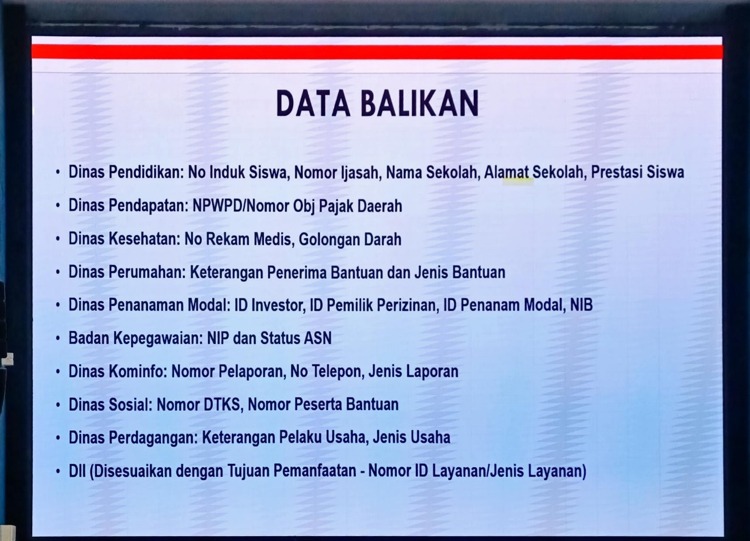 DATA BALIKAN
• Dinas Pendidikan: No Induk Siswa, Nomor Ijasah, Nama Sekolah, Alamat Sekolah, Prestasi Siswa
• Dinas Pendapatan: NPWPD/Nomor Obj Pajak Daerah
• Dinas Kesehatan: No Rekam Medis, Golongan Darah
• Dinas Perumahan: Keterangan Penerima Bantuan dan Jenis Bantuan
• Dinas Penanaman Modal: ID Investor, ID Pemilik Perizinan, ID Penanam Modal, NIB
• Badan Kepegawaian: NIP dan Status ASN
• Dinas Kominfo: Nomor Pelaporan, No Telepon, Jenis Laporan
• Dinas Sosial: Nomor DTKS, Nomor Peserta Bantuan
• Dinas Perdagangan: Keterangan Pelaku Usaha, Jenis Usaha
• Dll (Disesuaikan dengan Tujuan Pemanfaatan - Nomor ID Layanan/Jenis Layanan)